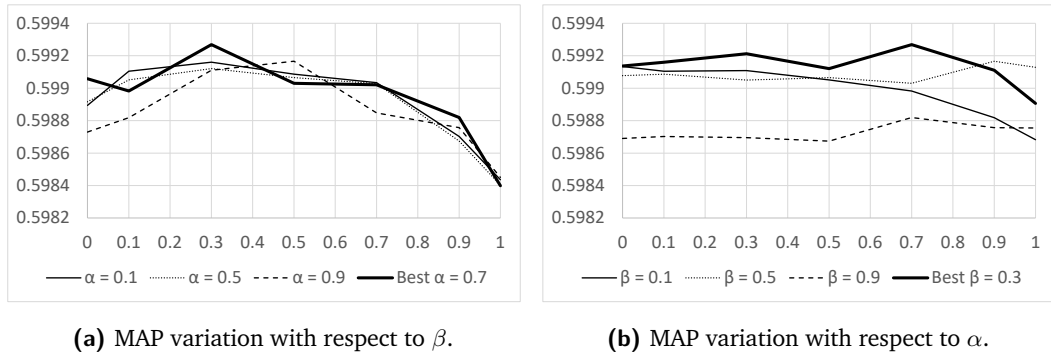 0.5994
0.5992
0.599
0.5988
0.5986
0.5984
0.5982
0 0.1 0.2 0.3 0.4 0.5 0.6 0.7 0.8 0.9 1
α = 0.1 α = 0.5 α = 0.9 Best α = 0.7
(a) MAP variation with respect to β.
0.5994
0.5992
0.599
0.5988
0.5986
0.5984
0.5982
0 0.1 0.2 0.3 0.4 0.5 0.6 0.7 0.8 0.9 1
β = 0.1 β = 0.5 β = 0.9 Best β = 0.3
(b) MAP variation with respect to α.